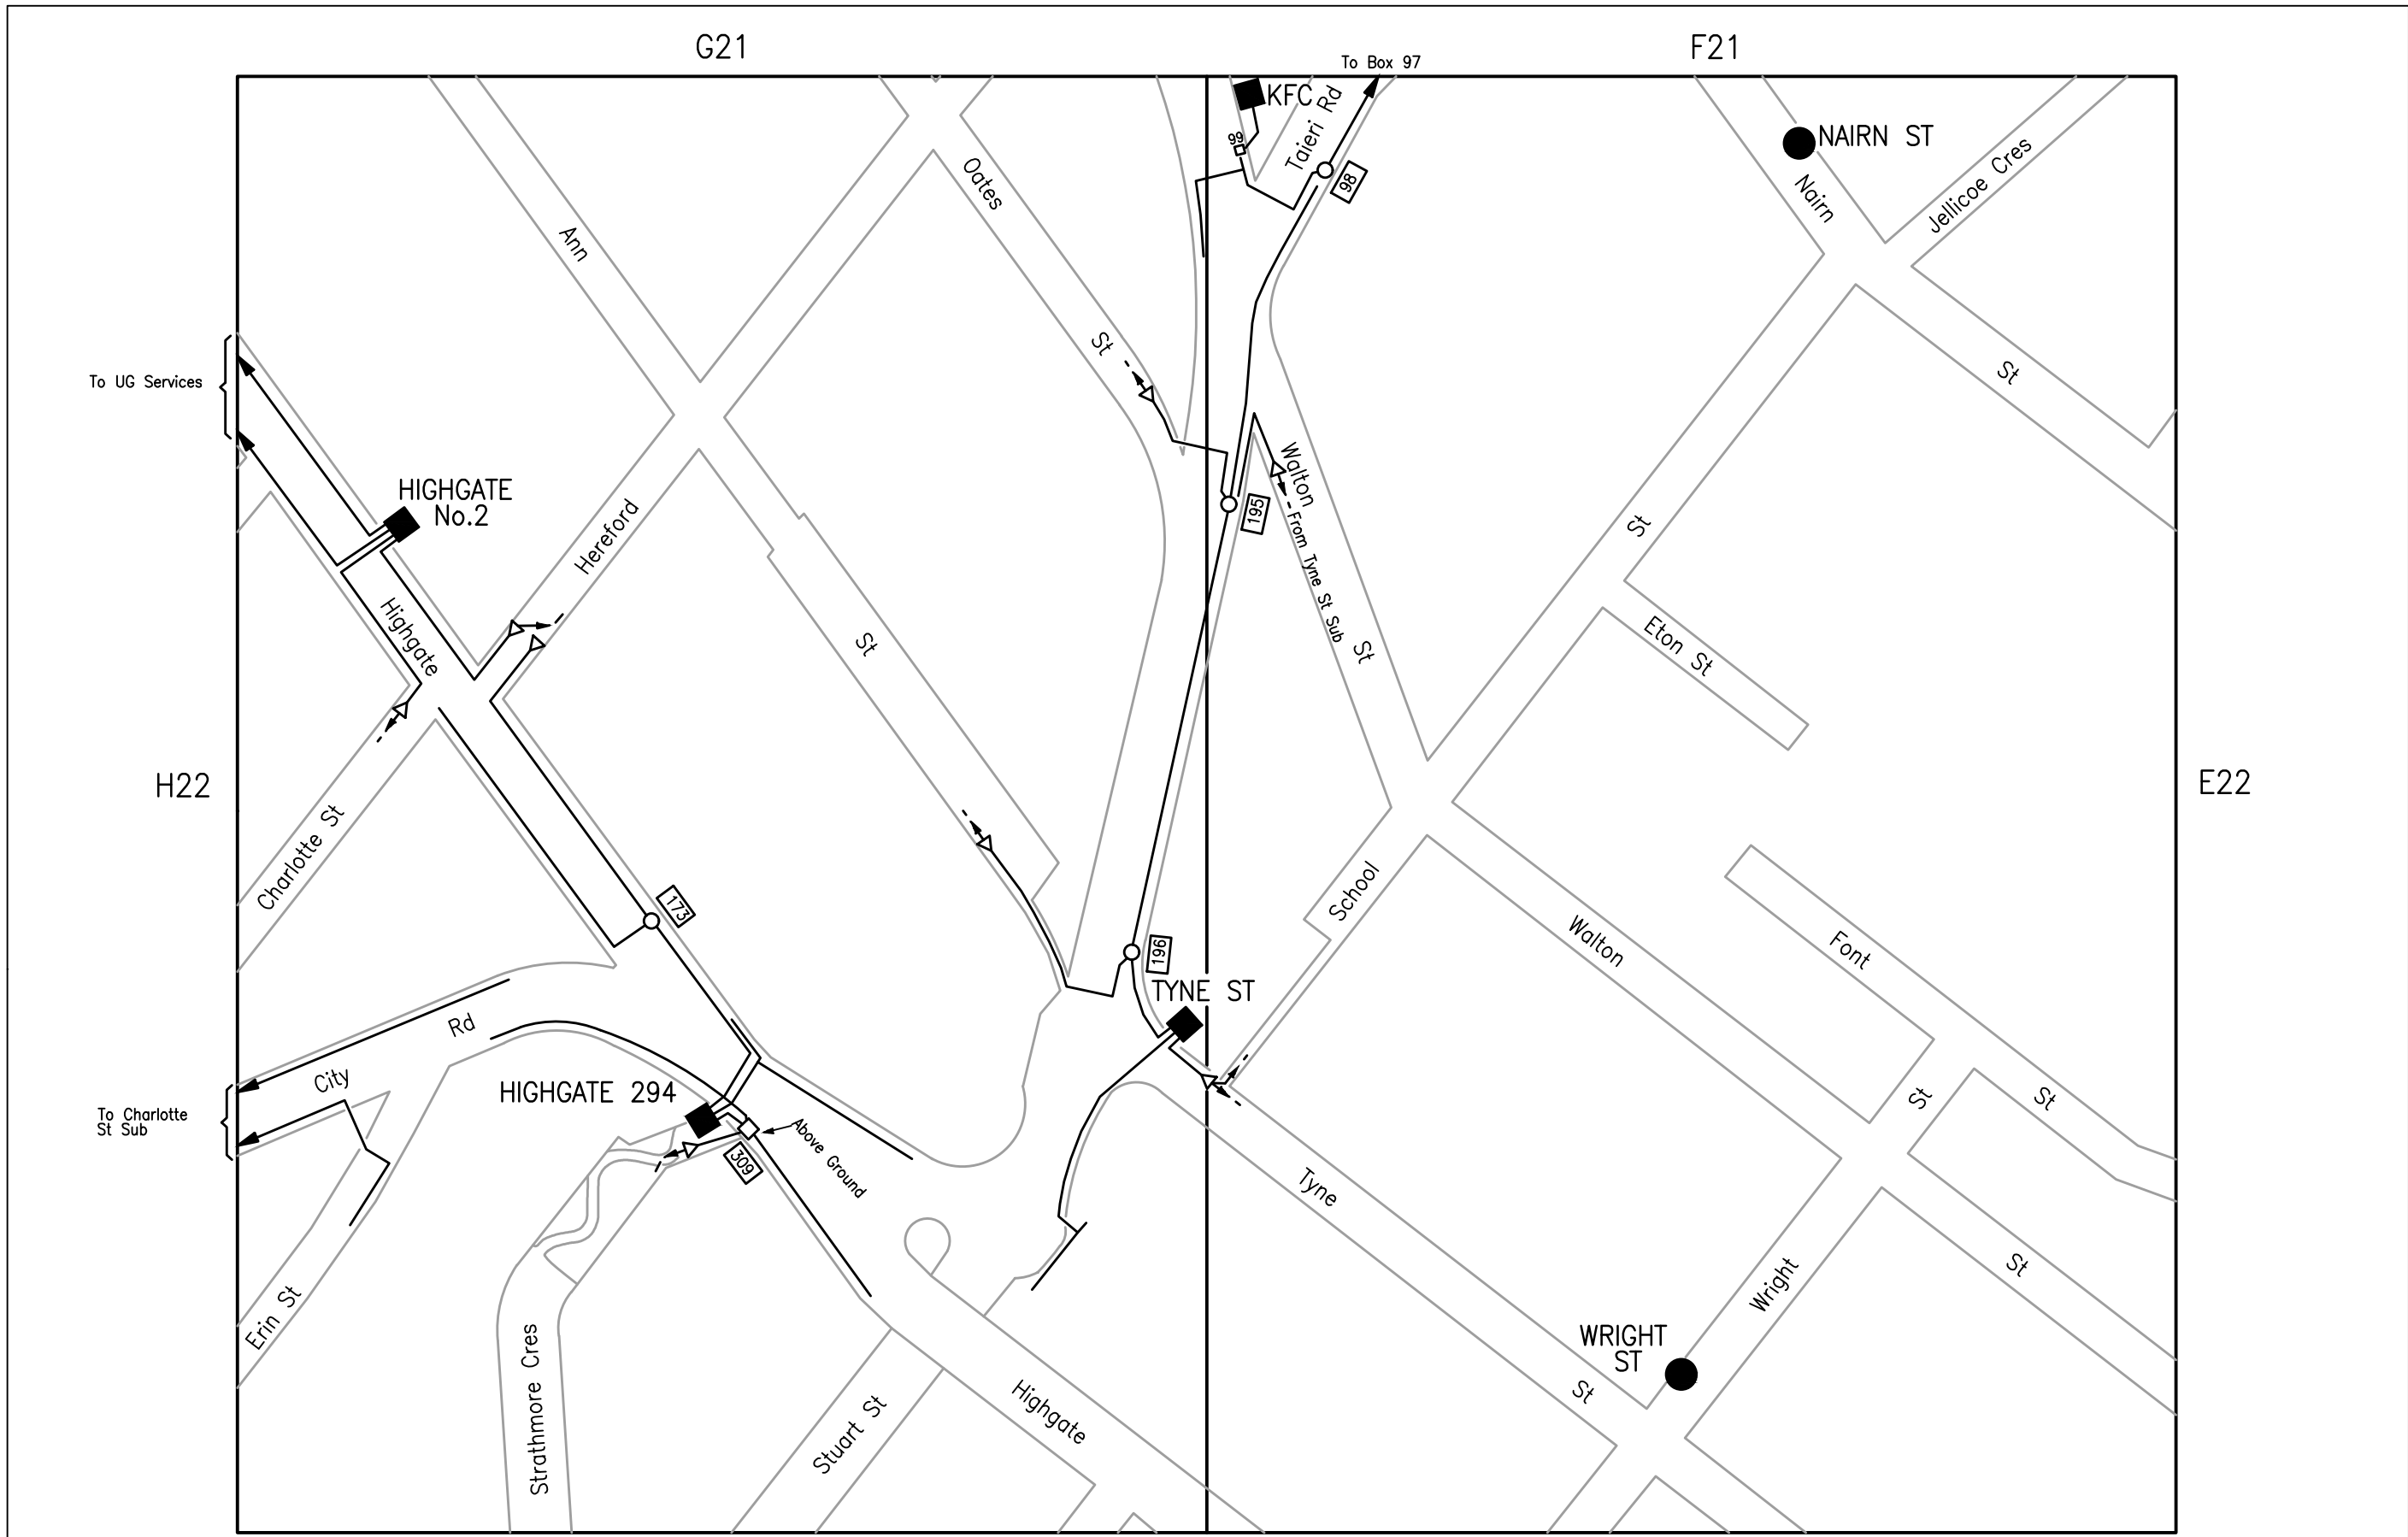 G21
F21
To Box 97
KFC
Taieri Rd
89
98
NAIRN ST
Nairn
Jellicoe Cres
Oates
Ann
St
St
To UG Services
HIGHGATE
No.2
Walton
195
From Tyne St Sub
Hereford
St
Highgate
St
St
Eton St
H22
E22
Charlotte St
School
173
Walton
Font
196
TYNE ST
Rd
City
HIGHGATE 294
To Charlotte
St Sub
Above Ground
309
St
St
Tyne
St
Wright
Erin St
WRIGHT
ST
Strathmore Cres
Stuart St
Highgate
St